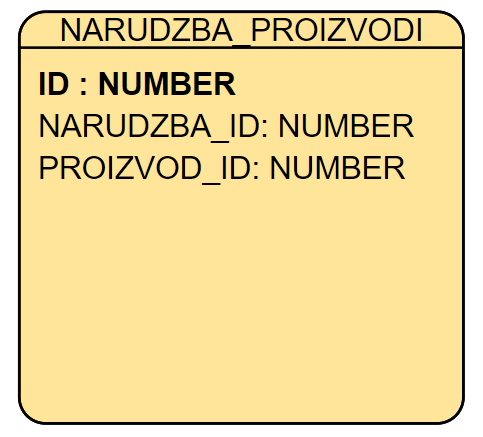 NARUDZBA_PROIZVODI
ID : NUMBER
NARUDZBA_ID: NUMBER
PROIZVOD_ID: NUMBER